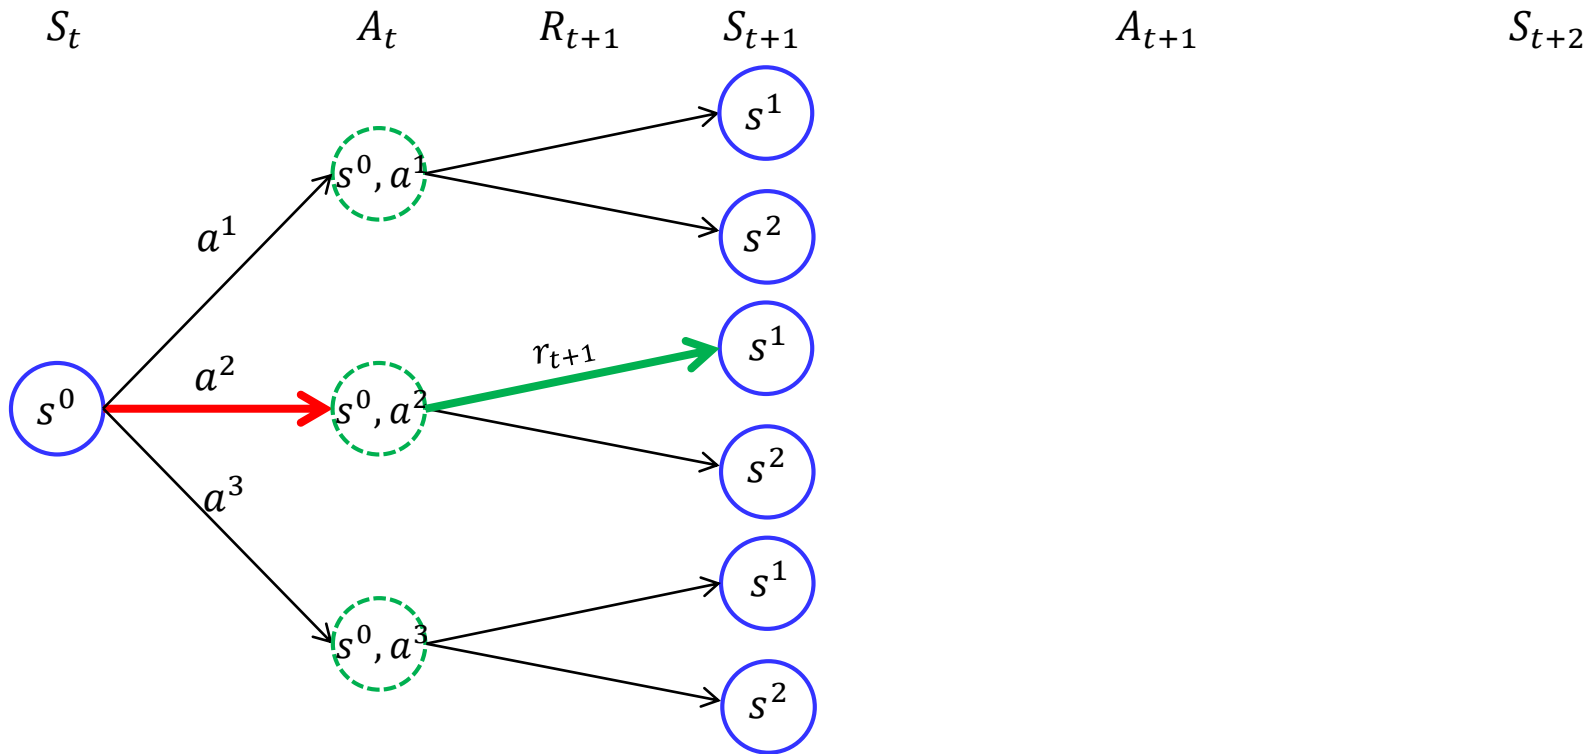 S_t A_t R_{t+1} S_{t+1} A_{t+1} S_{t+2}
s^1
s^0, a^1
a^1
s^2
r_{t+1} s^1
a^2
s^0 s^0, a^2
s^2
a^3
s^1
s^0, a^3
s^2